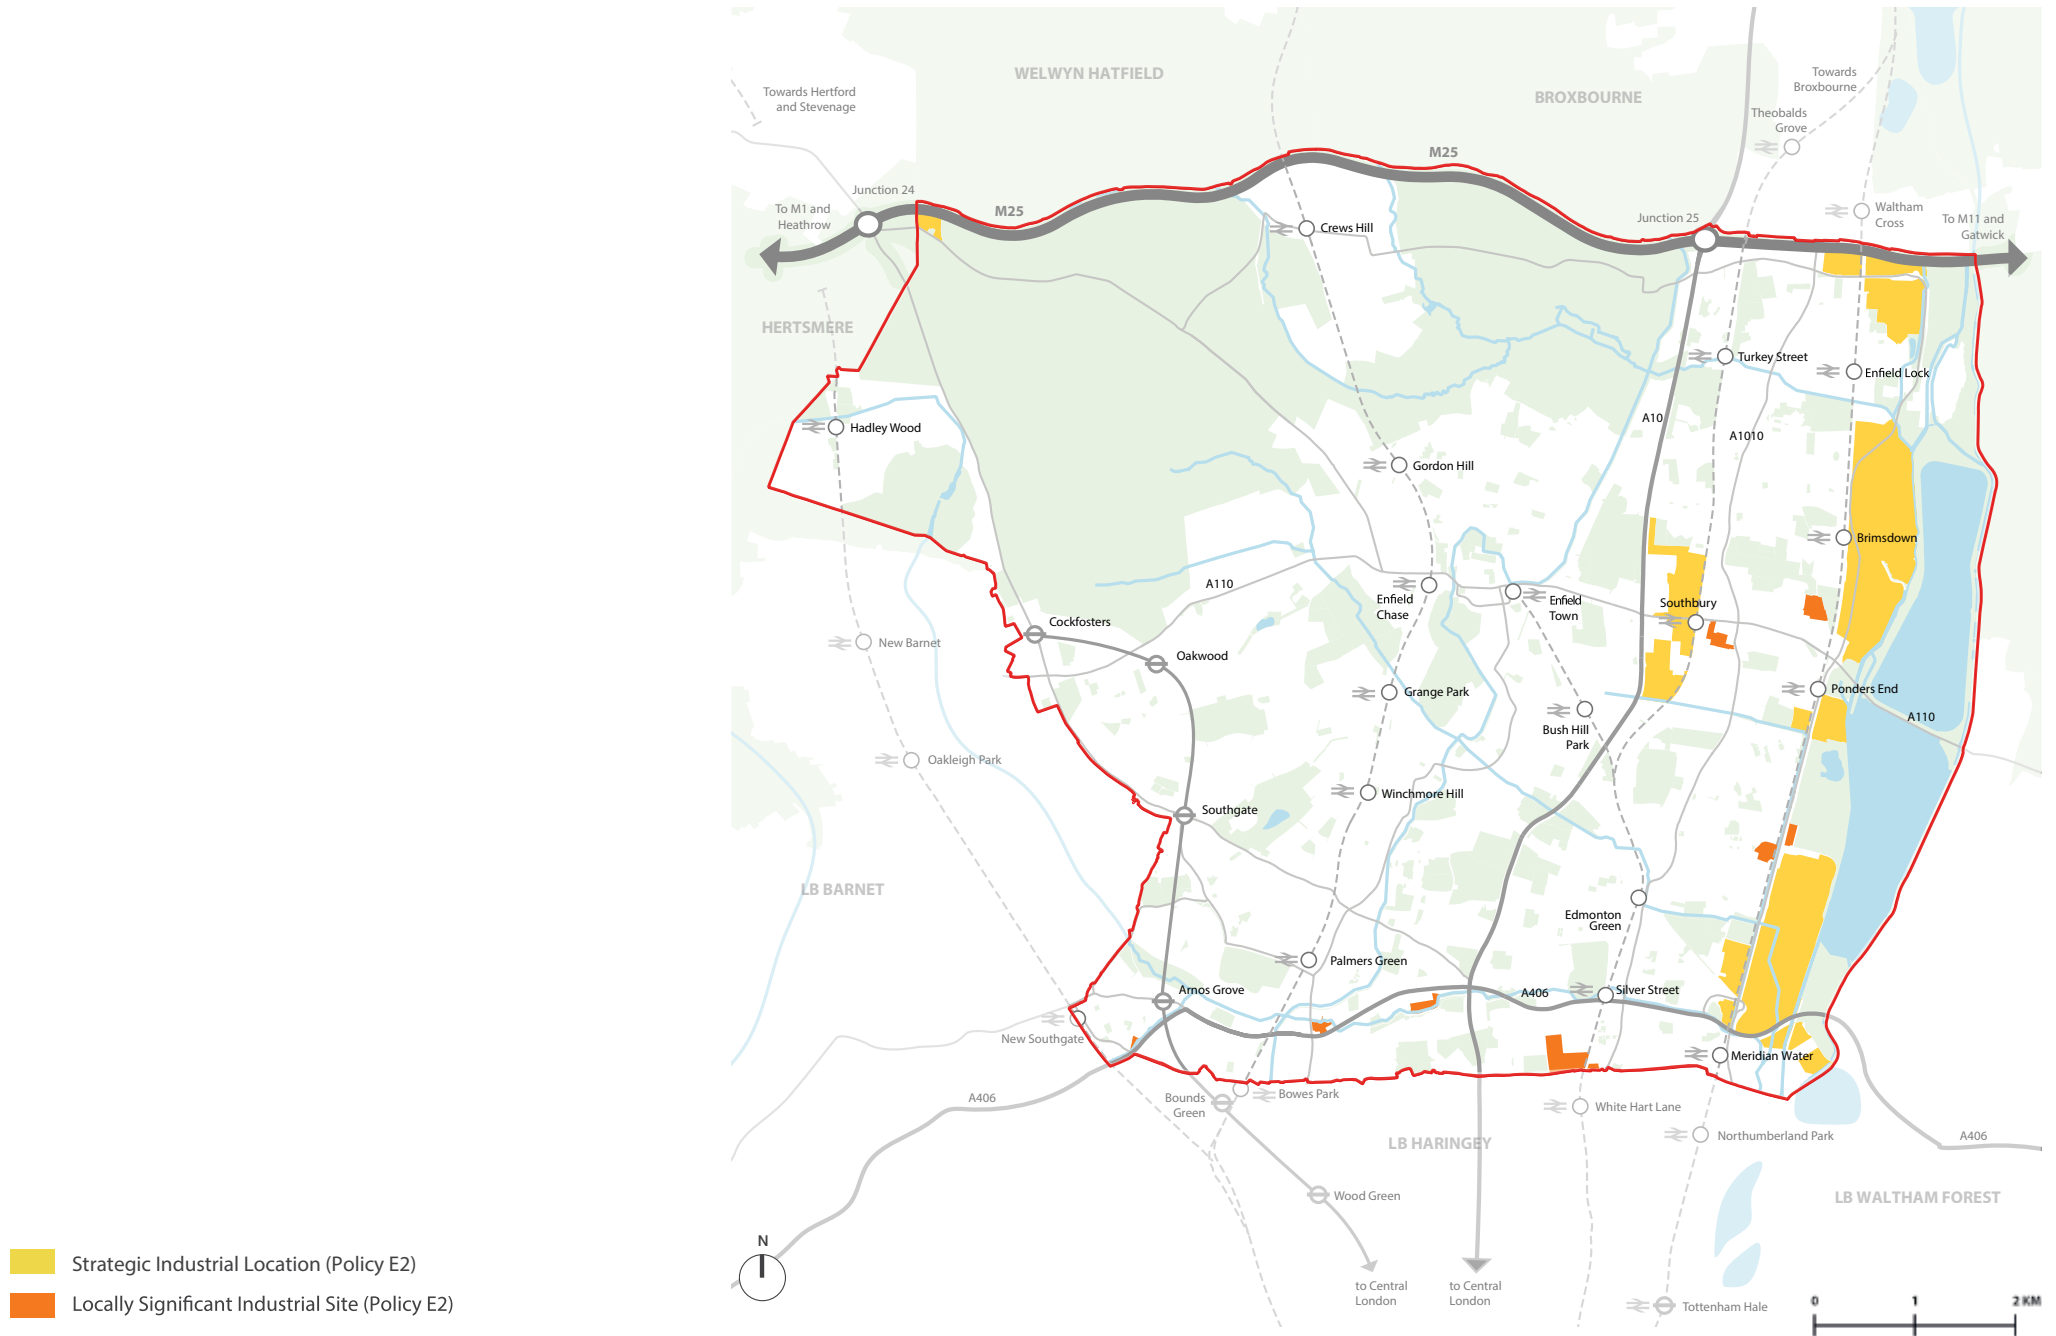 WELWYN HATFIELD
BROXBOURNE
Towards
Broxbourne
Towards Hertford
and Stevenage
Theobalds
Grove
M25
Junction 24
M25
To M1 and
Heathrow
Junction 25
Waltham
Cross
To M11 and
Gatwick
Crews Hill
HERTSMERE
Turkey Street
Enfield Lock
A10
A1010
Hadley Wood
Gordon Hill
Brimsdown
A110
Enfield
Chase
Enfield
Town
Southbury
Cockfosters
New Barnet
Oakwood
Grange Park
Ponders End
A110
Bush Hill
Park
Oakleigh Park
Winchmore Hill
Southgate
LB BARNET
Edmonton
Green
Palmers Green
Arnos Grove
A406
Silver Street
New Southgate
Meridian Water
A406
Bounds
Green
Bowes Park
White Hart Lane
LB HARINGEY
Northumberland Park
A406
Wood Green
LB WALTHAM FOREST
N
to Central
London
to Central
London
Tottenham Hale
0 1 2 KM
Strategic Industrial Location (Policy E2)
Locally Significant Industrial Site (Policy E2)